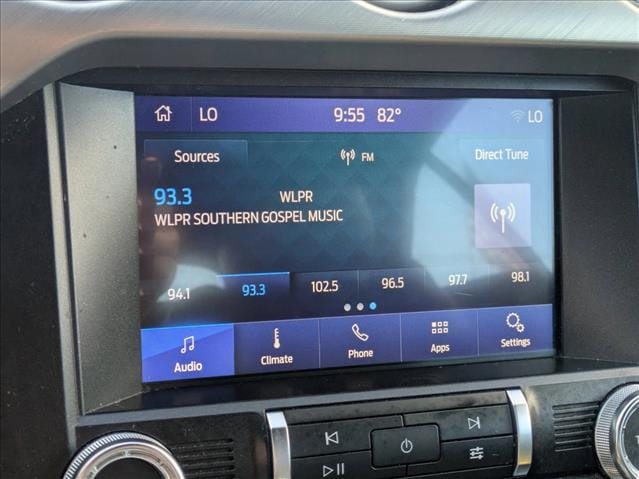 LO 9:55 82° LO
Sources FM Direct Tune
93.3 WLPR
WLPR SOUTHERN GOSPEL MUSIC
94.1 93.3 102.5 96.5 97.7 98.1
Audio Climate Phone Apps Settings